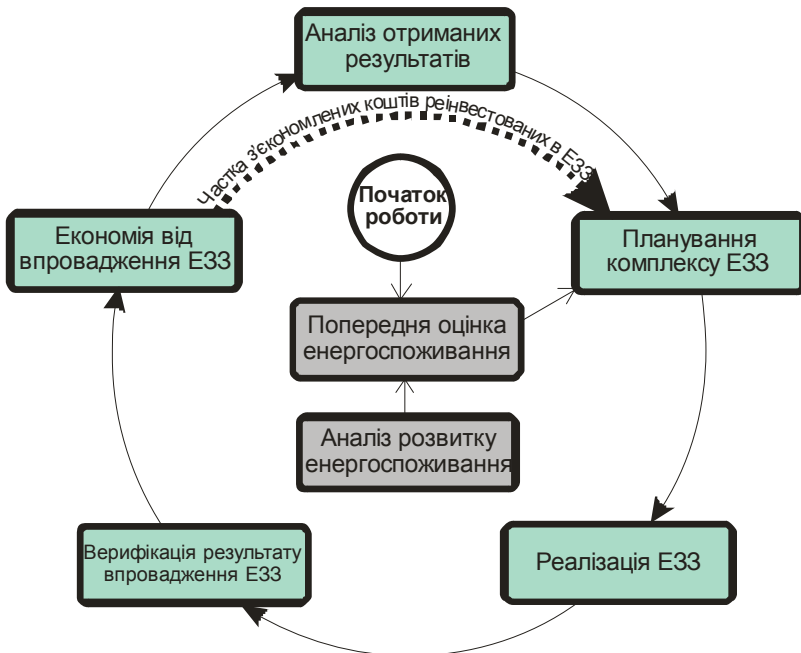 Аналіз отриманих
результатів
Частка з'єкономлених коштів реінвестованих в ЕЗЗ
Початок
роботи
Економія від
впровадження ЕЗЗ
Планування
комплексу ЕЗЗ
Попередня оцінка
енергоспоживання
Аналіз розвитку
енергоспоживання
Верифікація результату
впровадження ЕЗЗ
Реалізація ЕЗЗ